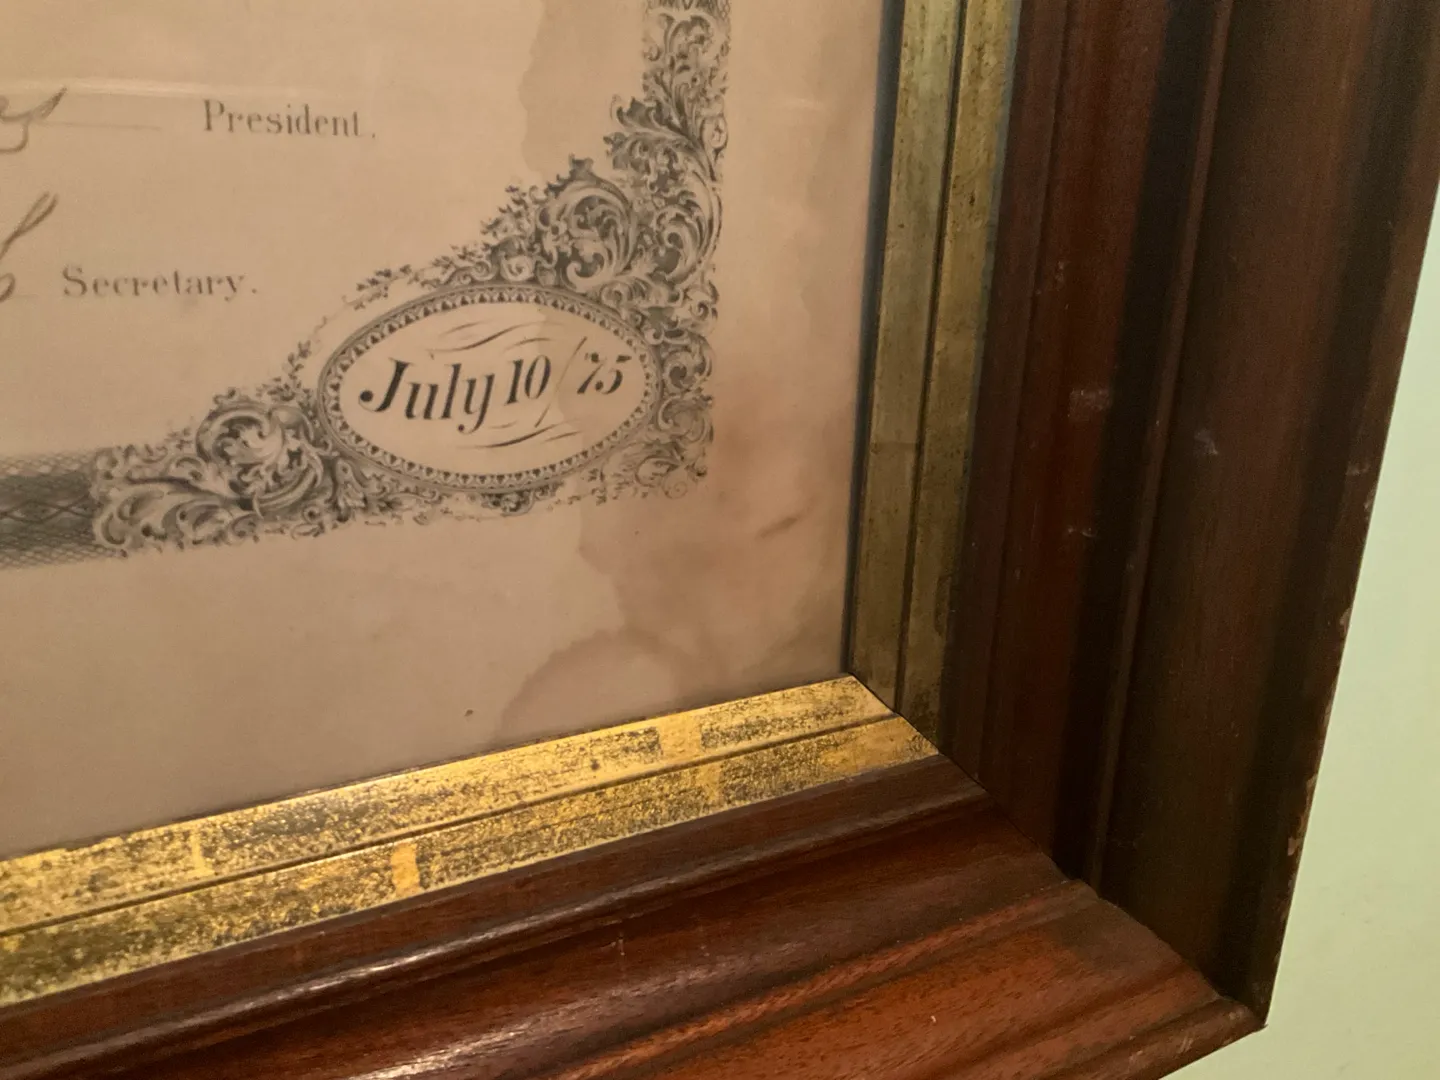 President.
Secretary.
July 10/75